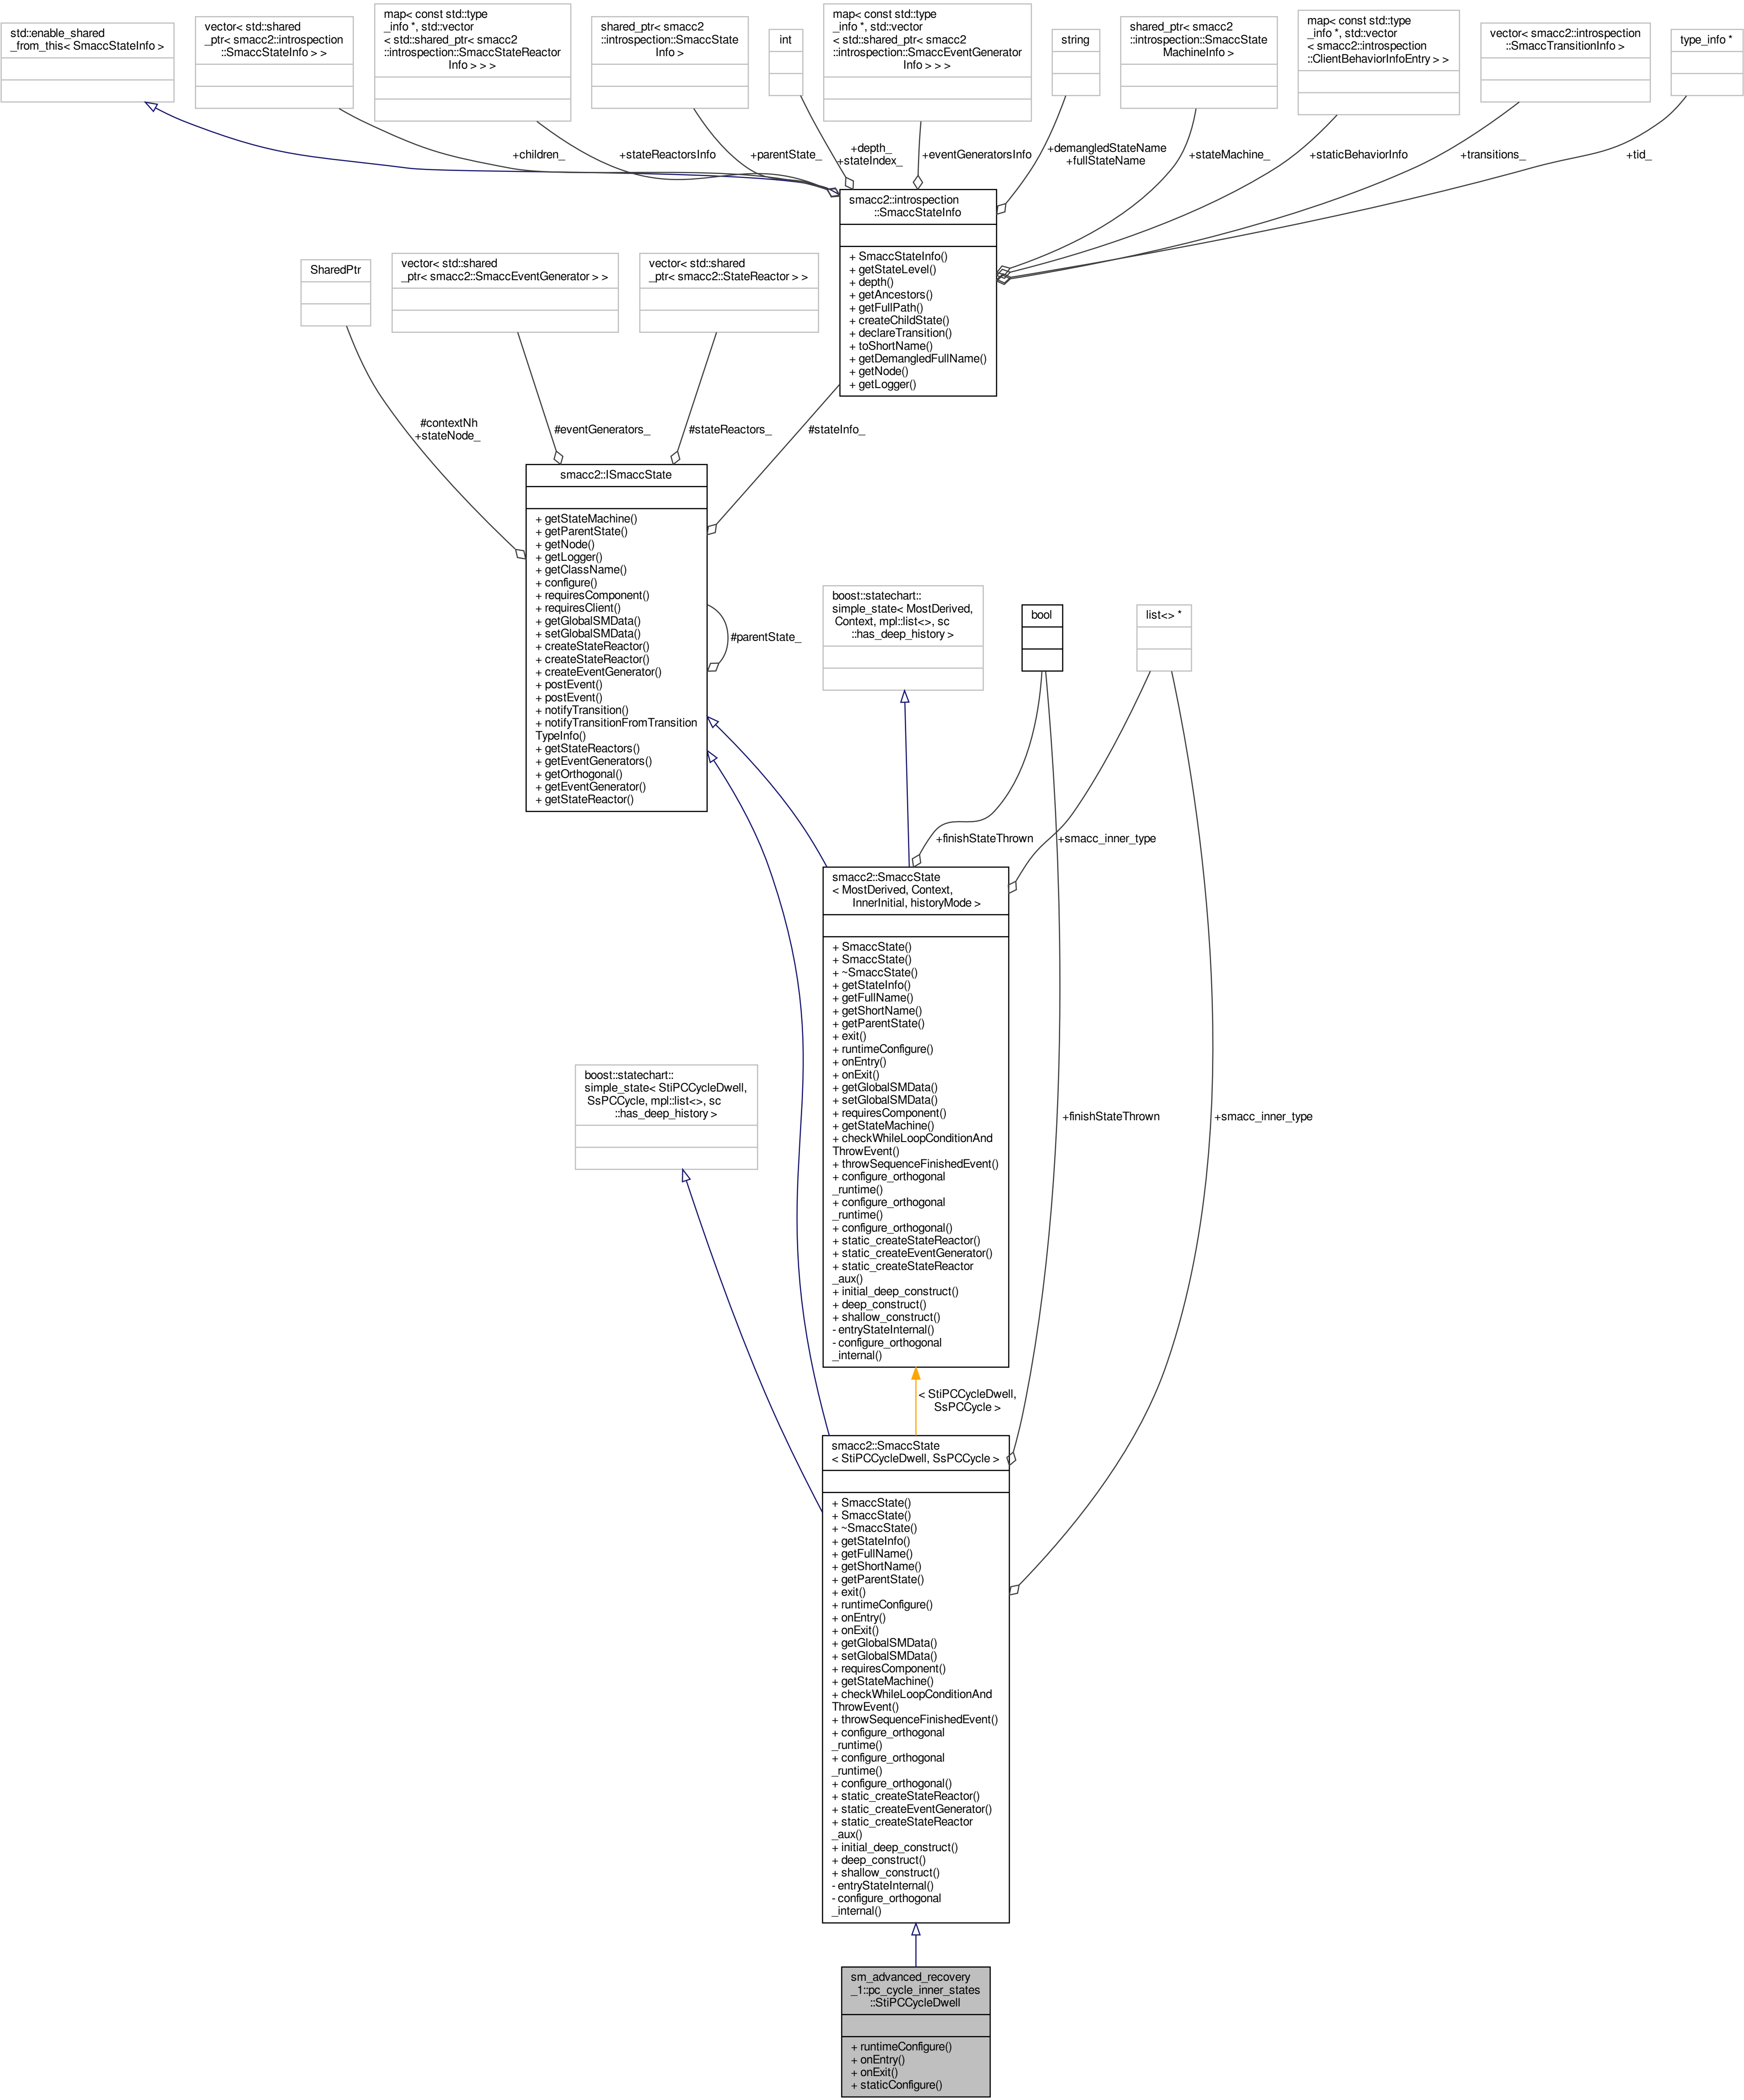 std::enable_shared
_from_this< SmaccStateInfo >
vector< std::shared
_ptr< smacc2::introspection
::SmaccStateInfo > >
map< const std::type
_info *, std::vector
< std::shared_ptr< smacc2
::introspection::SmaccStateReactor
Info > > >
shared_ptr< smacc2
::introspection::SmaccState
Info >
int
map< const std::type
_info *, std::vector
< std::shared_ptr< smacc2
::introspection::SmaccEventGenerator
Info > > >
string
shared_ptr< smacc2
::introspection::SmaccState
MachineInfo >
map< const std::type
_info *, std::vector
< smacc2::introspection
::ClientBehaviorInfoEntry > >
vector< smacc2::introspection
::SmaccTransitionInfo >
type_info *
+children_
+stateReactorsInfo
+parentState_
+depth_
+stateIndex_
+eventGeneratorsInfo
+demangledStateName
+fullStateName
+stateMachine_
+staticBehaviorInfo
+transitions_
+tid_
smacc2::introspection
::SmaccStateInfo
+ SmaccStateInfo()
+ getStateLevel()
+ depth()
+ getAncestors()
+ getFullPath()
+ createChildState()
+ declareTransition()
+ toShortName()
+ getDemangledFullName()
+ getNode()
+ getLogger()
SharedPtr
vector< std::shared
_ptr< smacc2::SmaccEventGenerator > >
vector< std::shared
_ptr< smacc2::StateReactor > >
#contextNh
+stateNode_
#eventGenerators_
#stateReactors_
#stateInfo_
smacc2::ISmaccState
+ getStateMachine()
+ getParentState()
+ getNode()
+ getLogger()
+ getClassName()
+ configure()
+ requiresComponent()
+ requiresClient()
+ getGlobalSMData()
+ setGlobalSMData()
+ createStateReactor()
+ createStateReactor()
+ createEventGenerator()
+ postEvent()
+ postEvent()
+ notifyTransition()
+ notifyTransitionFromTransition
TypeInfo()
+ getStateReactors()
+ getEventGenerators()
+ getOrthogonal()
+ getEventGenerator()
+ getStateReactor()
#parentState_
boost::statechart::
simple_state< MostDerived,
Context, mpl::list<>, sc
::has_deep_history >
bool
list<> *
+finishStateThrown
+smacc_inner_type
smacc2::SmaccState
< MostDerived, Context,
InnerInitial, historyMode >
+ SmaccState()
+ SmaccState()
+ ~SmaccState()
+ getStateInfo()
+ getFullName()
+ getShortName()
+ getParentState()
+ exit()
+ runtimeConfigure()
+ onEntry()
+ onExit()
+ getGlobalSMData()
+ setGlobalSMData()
+ requiresComponent()
+ getStateMachine()
+ checkWhileLoopConditionAnd
ThrowEvent()
+ throwSequenceFinishedEvent()
+ configure_orthogonal
_runtime()
+ configure_orthogonal
_runtime()
+ configure_orthogonal()
+ static_createStateReactor()
+ static_createEventGenerator()
+ static_createStateReactor
_aux()
+ initial_deep_construct()
+ deep_construct()
+ shallow_construct()
- entryStateInternal()
- configure_orthogonal
_internal()
boost::statechart::
simple_state< StiPCCycleDwell,
SsPCCycle, mpl::list<>, sc
::has_deep_history >
+finishStateThrown
+smacc_inner_type
< StiPCCycleDwell,
SsPCCycle >
smacc2::SmaccState
< StiPCCycleDwell, SsPCCycle >
+ SmaccState()
+ SmaccState()
+ ~SmaccState()
+ getStateInfo()
+ getFullName()
+ getShortName()
+ getParentState()
+ exit()
+ runtimeConfigure()
+ onEntry()
+ onExit()
+ getGlobalSMData()
+ setGlobalSMData()
+ requiresComponent()
+ getStateMachine()
+ checkWhileLoopConditionAnd
ThrowEvent()
+ throwSequenceFinishedEvent()
+ configure_orthogonal
_runtime()
+ configure_orthogonal
_runtime()
+ configure_orthogonal()
+ static_createStateReactor()
+ static_createEventGenerator()
+ static_createStateReactor
_aux()
+ initial_deep_construct()
+ deep_construct()
+ shallow_construct()
- entryStateInternal()
- configure_orthogonal
_internal()
sm_advanced_recovery
_1::pc_cycle_inner_states
::StiPCCycleDwell
+ runtimeConfigure()
+ onEntry()
+ onExit()
+ staticConfigure()